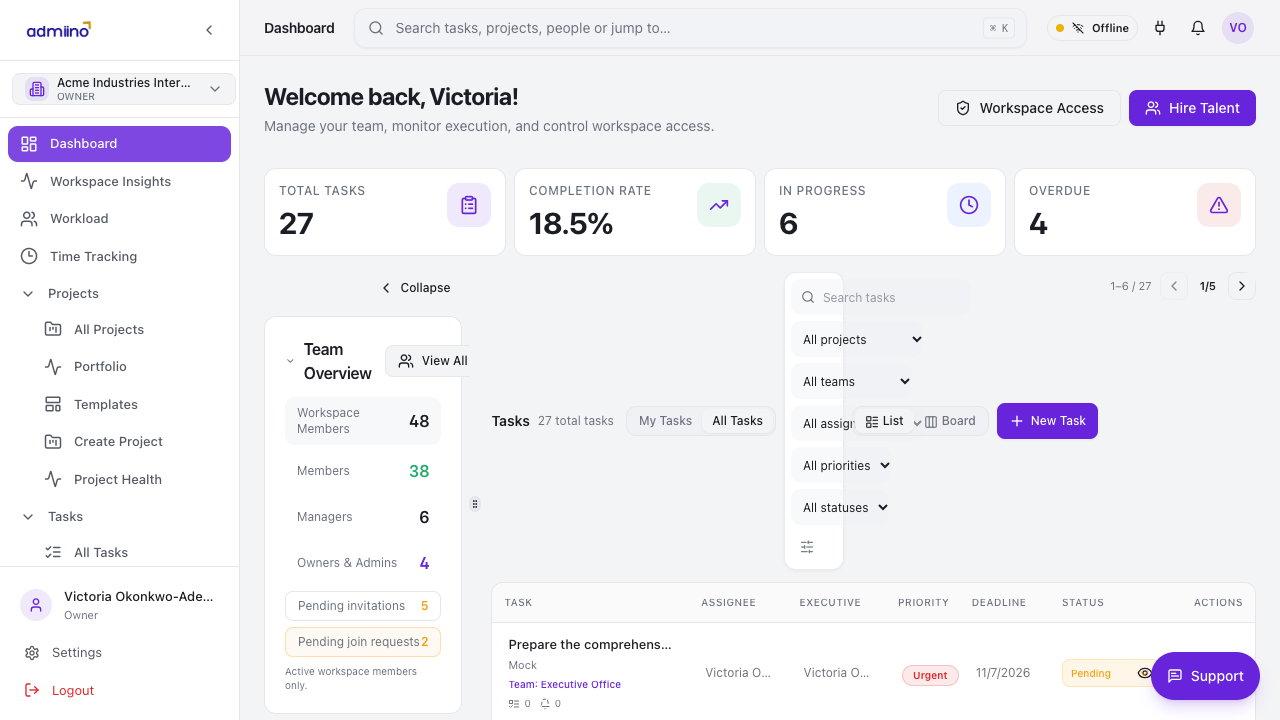 admiino
Acme Industries Inter...
OWNER
Dashboard
Workspace Insights
Workload
Time Tracking
Projects
All Projects
Portfolio
Templates
Create Project
Project Health
Tasks
All Tasks
Victoria Okonkwo-Ade...
Owner
Settings
Logout
Dashboard
Search tasks, projects, people or jump to...
⌘ K
Offline
VO
Welcome back, Victoria!
Manage your team, monitor execution, and control workspace access.
Workspace Access
Hire Talent
TOTAL TASKS
27
COMPLETION RATE
18.5%
IN PROGRESS
6
OVERDUE
4
Collapse
Team
Overview
View All
Workspace
Members
48
Members
38
Managers
6
Owners & Admins
4
Pending invitations
5
Pending join requests
2
Active workspace members
only.
Tasks
27 total tasks
My Tasks
All Tasks
Search tasks
All projects
All teams
All assign
All priorities
All statuses
List
Board
New Task
1–6 / 27
1/5
TASK
ASSIGNEE
EXECUTIVE
PRIORITY
DEADLINE
STATUS
ACTIONS
Prepare the comprehens...
Mock
Team: Executive Office
0
0
Victoria O...
Victoria O...
Urgent
11/7/2026
Pending
Support